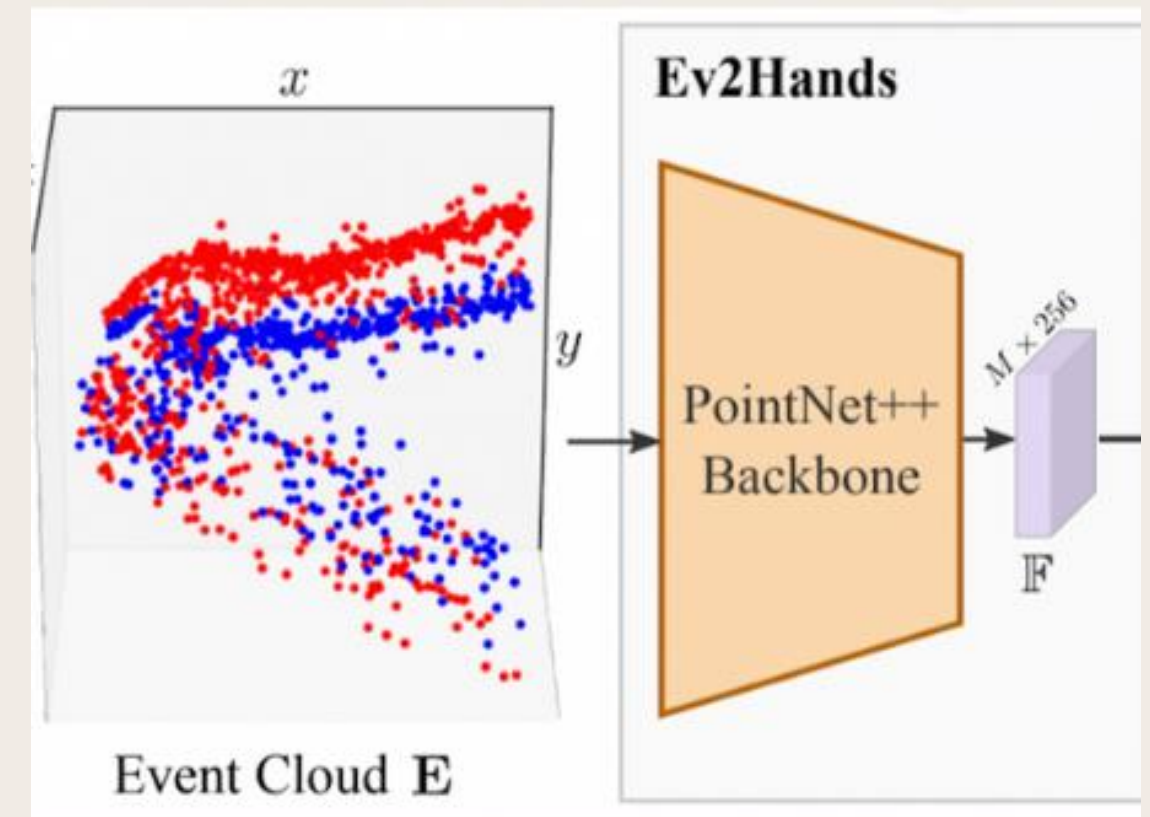 x
y
Event Cloud E
Ev2Hands
PointNet++
Backbone
M × 256
𝔽